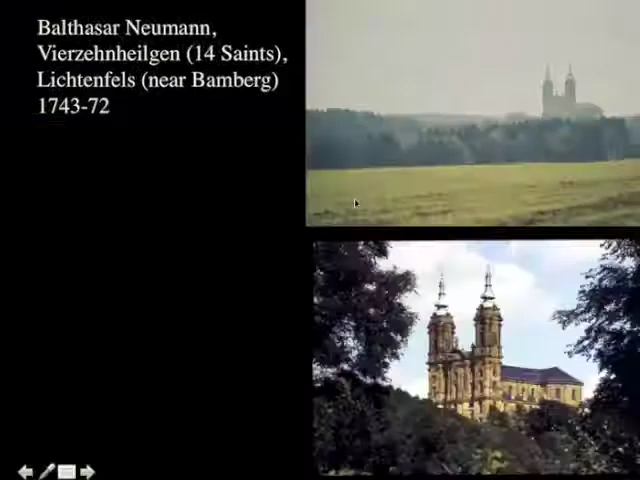 Balthasar Neumann,
Vierzehnheilgen (14 Saints),
Lichtenfels (near Bamberg)
1743-72